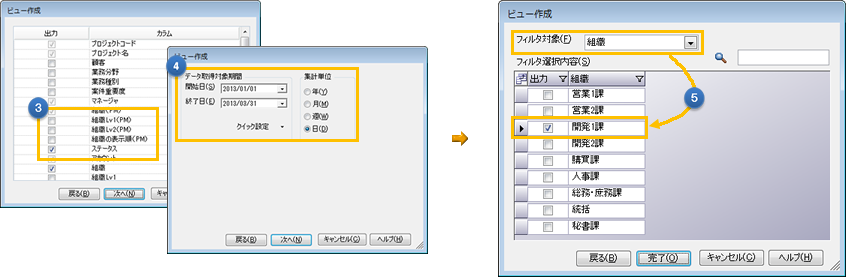 ビュー作成
出力 カラム
プロジェクトコード
プロジェクト名
顧客
業務分野
業務種別
案件重要度
マネージャ
組織(PM)
組織Lv1(PM)
組織Lv2(PM)
組織の表示順(PM)
ステータス
アカウント
組織
組織Lv1
戻る(B) 次へ(N) キャ
3
ビュー作成
4
データ取得対象期間 集計単位
開始日(S) 2013/01/01 年(Y)
終了日(E) 2013/03/31 月(M)
週(W)
クイック設定 日(D)
戻る(B) 次へ(N) キャンセル(C) ヘルプ(H)
ビュー作成
フィルタ対象(F) 組織
フィルタ選択内容(S)
出力 組織
営業1課
営業2課
開発1課
開発2課
購買課
人事課
総務・庶務課
統括
秘書課
5
戻る(B) 完了(O) キャンセル(C) ヘルプ(H)